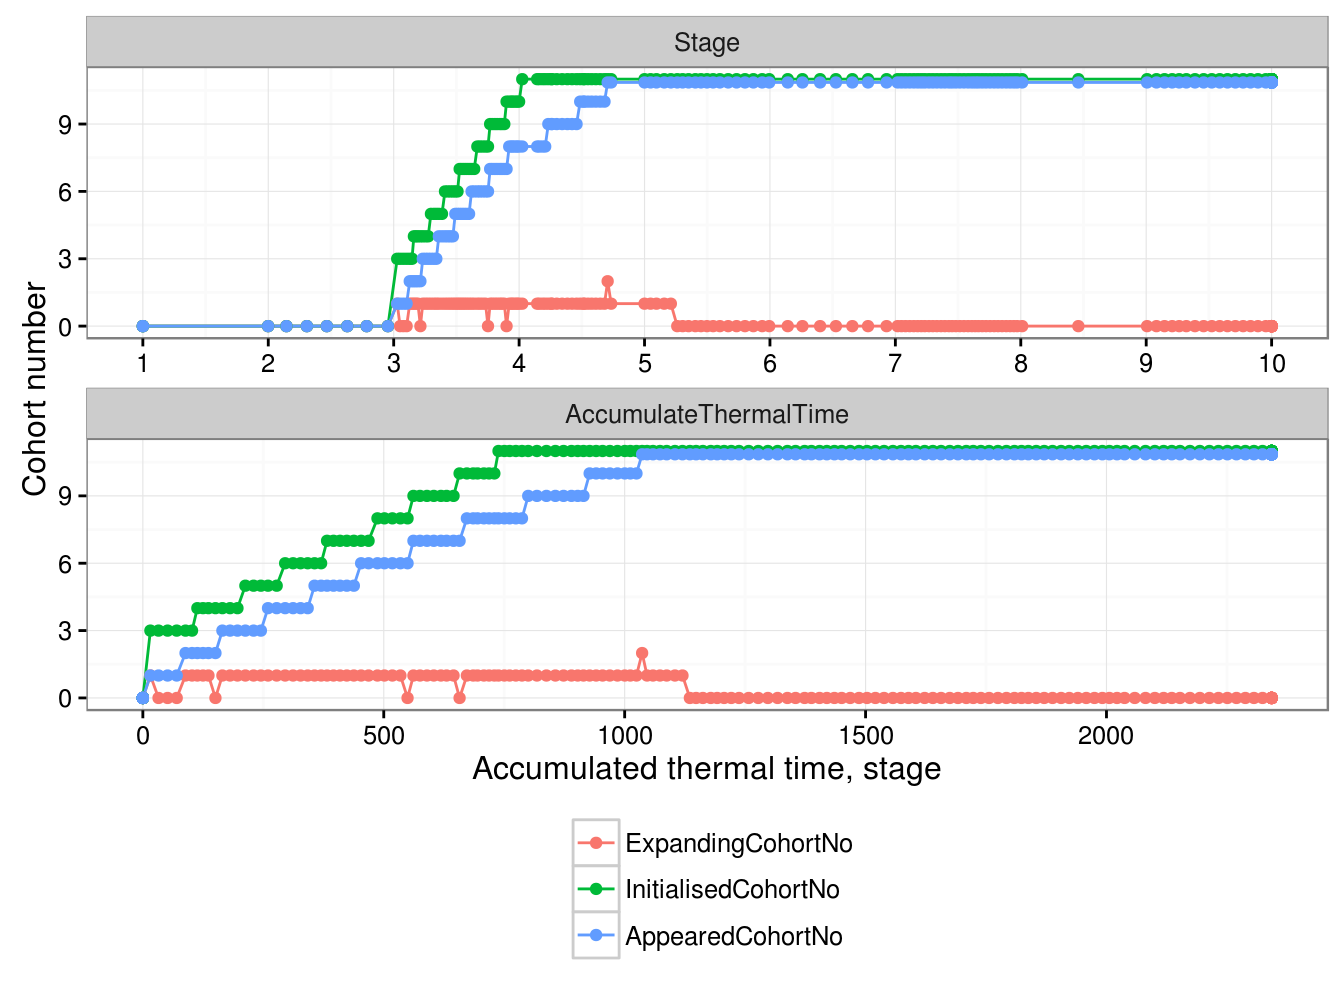 Stage
9
6
3
0
1 2 3 4 5 6 7 8 9 10
Cohort number
AccumulateThermalTime
9
6
3
0
0 500 1000 1500 2000
Accumulated thermal time, stage
ExpandingCohortNo
InitialisedCohortNo
AppearedCohortNo